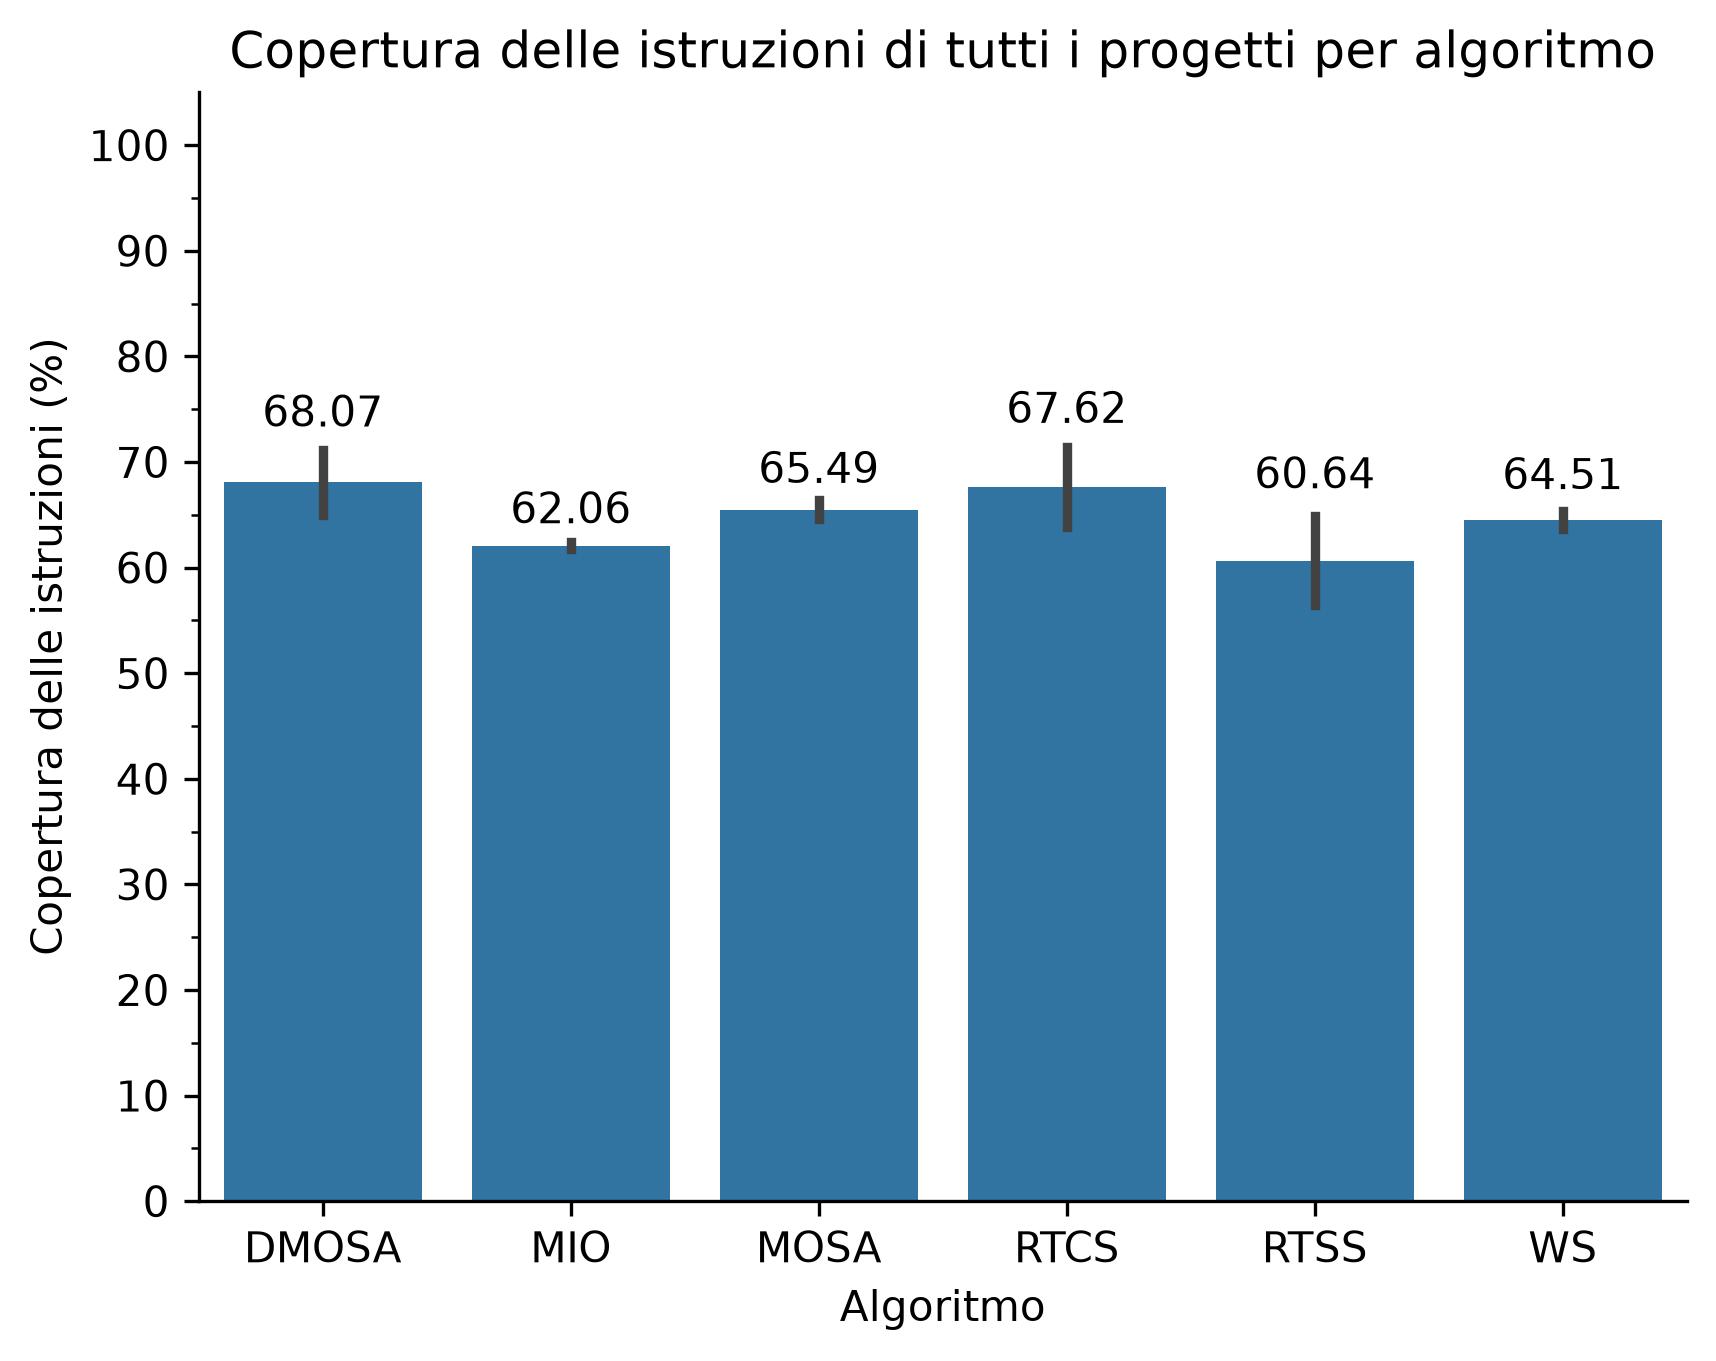 Copertura delle istruzioni di tutti i progetti per algoritmo
Copertura delle istruzioni (%)
100
90
80
70
60
50
40
30
20
10
0
68.07
62.06
65.49
67.62
60.64
64.51
DMOSA
MIO
MOSA
RTCS
RTSS
WS
Algoritmo